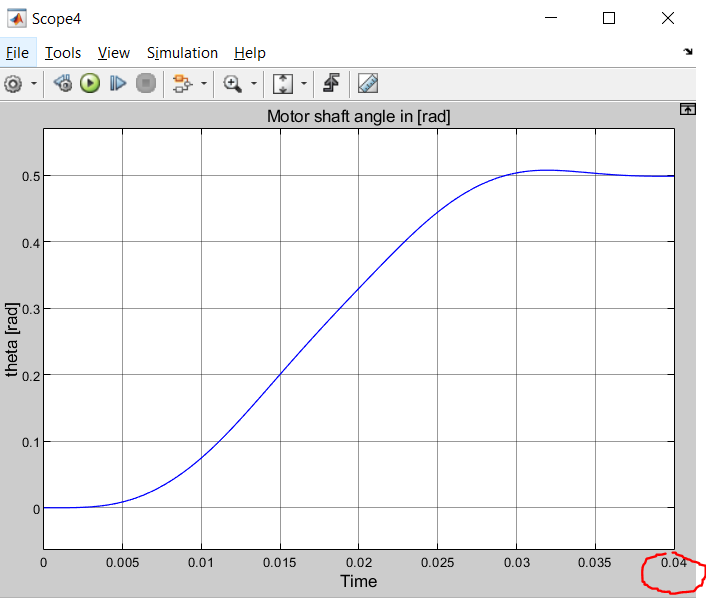 Scope4
File Tools View Simulation Help
Motor shaft angle in [rad]
0.5
0.4
0.3
0.2
0.1
0
theta [rad]
0 0.005 0.01 0.015 0.02 0.025 0.03 0.035 0.04
Time